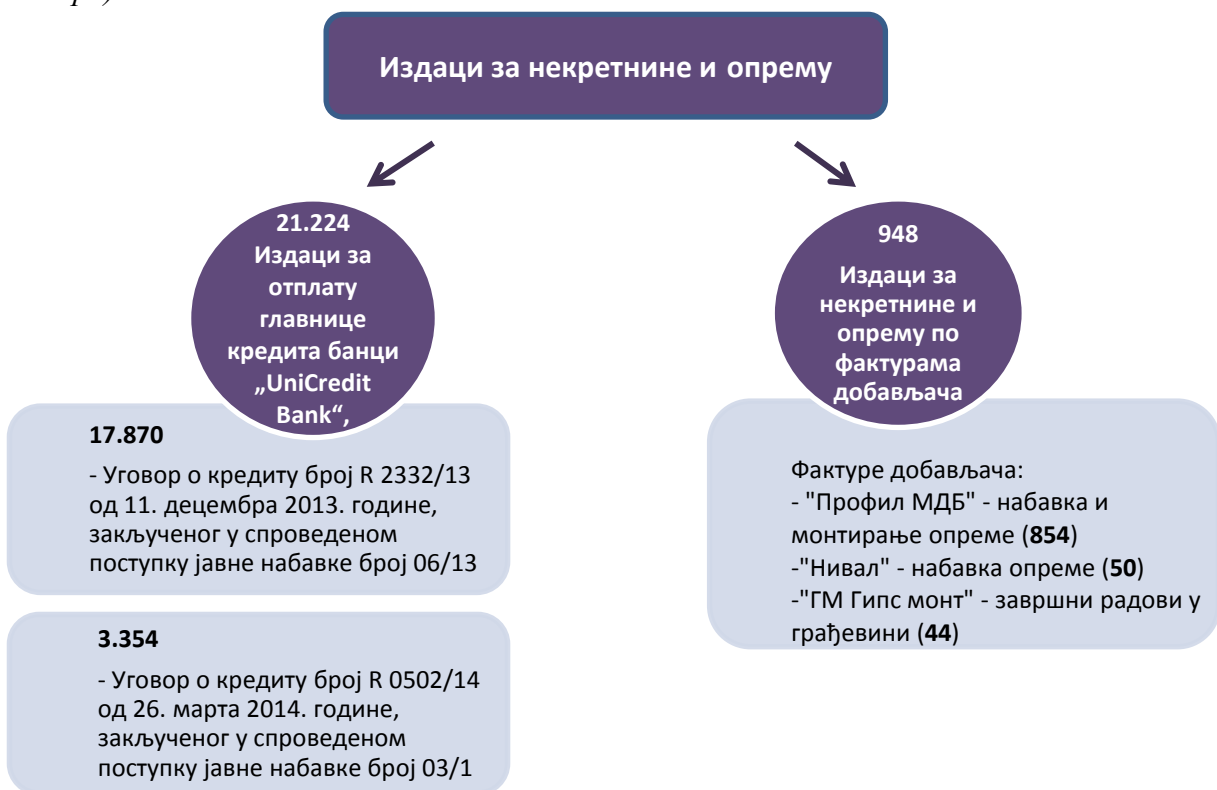 Издаци за некретнине и опрему
21.224
Издаци за
отплату
главнице
кредита банци
„UniCredit
Bank“,
17.870
- Уговор о кредиту број R 2332/13
од 11. децембра 2013. године,
закљученог у спроведеном
поступку јавне набавке број 06/13
3.354
- Уговор о кредиту број R 0502/14
од 26. марта 2014. године,
закљученог у спроведеном
поступку јавне набавке број 03/1
948
Издаци за
некретнине и
опрему по
фактурама
добављача
Фактуре добављача:
- "Профил МДБ" - набавка и
монтирање опреме (854)
-"Нивал" - набавка опреме (50)
-"ГМ Гипс монт" - завршни радови у
грађевини (44)